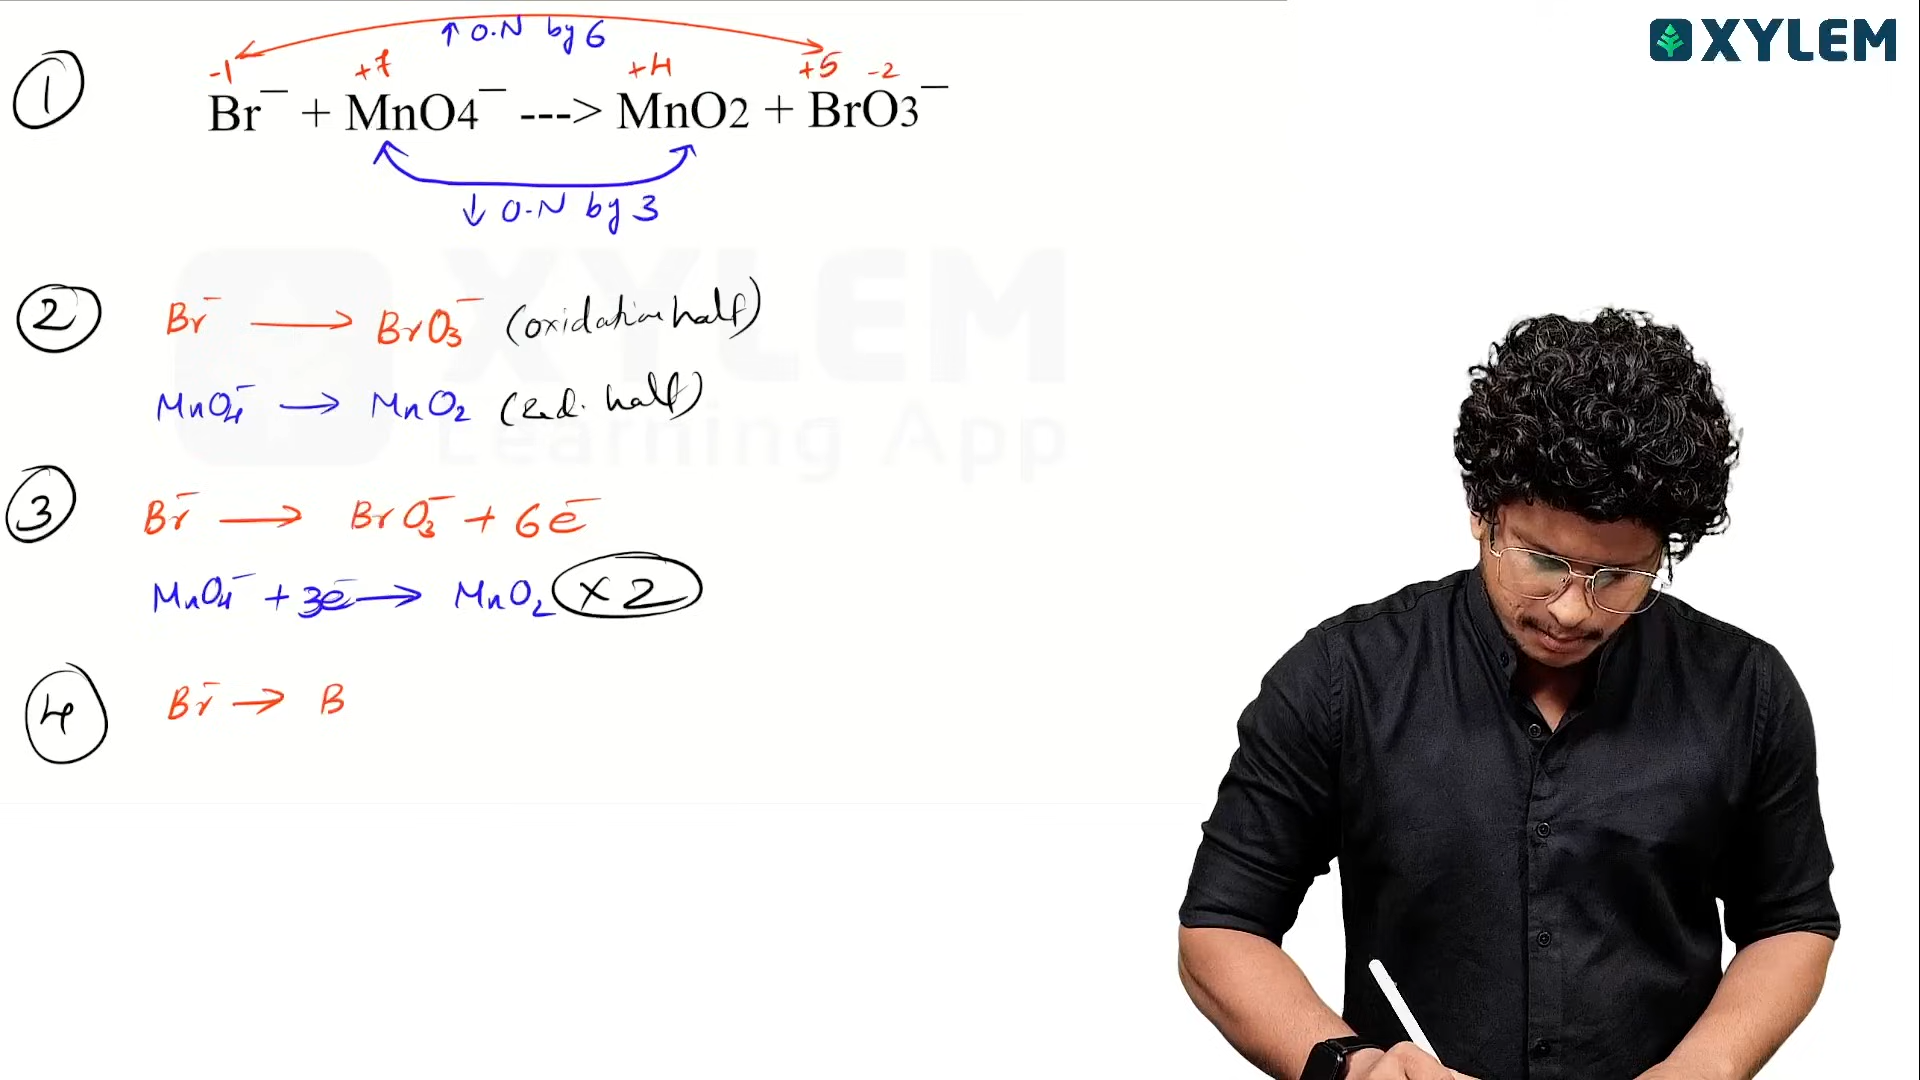 XYLEM
↑ O.N by 6
-1 +7 +4 +5 -2
① Br⁻ + MnO4⁻ ---> MnO2 + BrO3⁻
↓ O.N by 3
② Br⁻ ⟶ BrO₃⁻ (oxidation half)
MnO₄⁻ → MnO₂ (red. half)
③ Br⁻ ⟶ BrO₃⁻ + 6e⁻
MnO₄⁻ + 3e⁻ ⟶ MnO₂ × 2
④ Br⁻ → B
XYLEM
Learning App